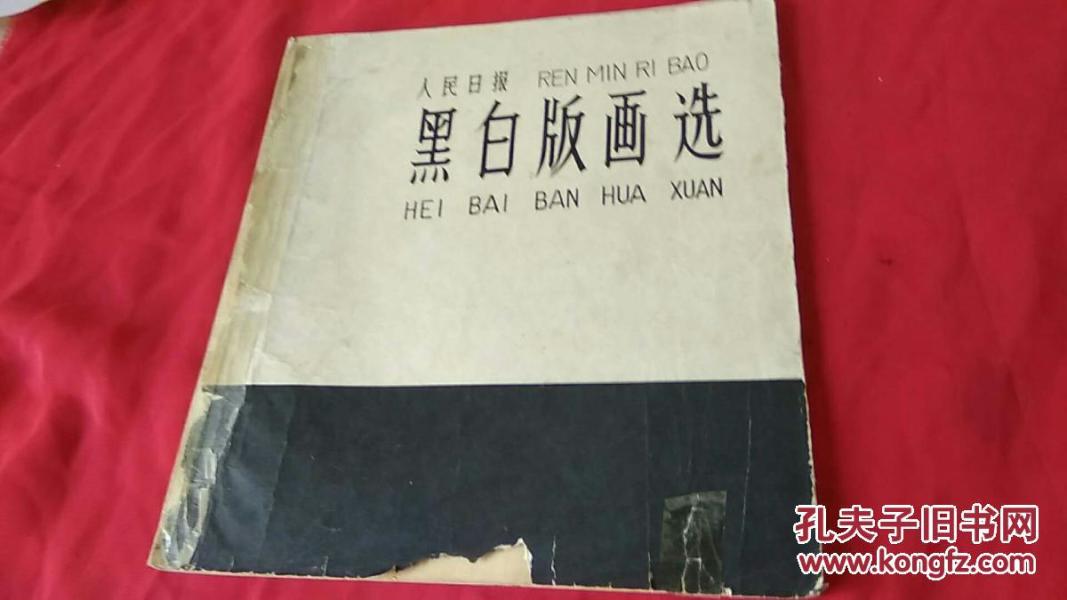 人民日报 REN MIN RI BAO
黑白版画选
HEI BAI BAN HUA XUAN
孔夫子旧书网
www.kongfz.com